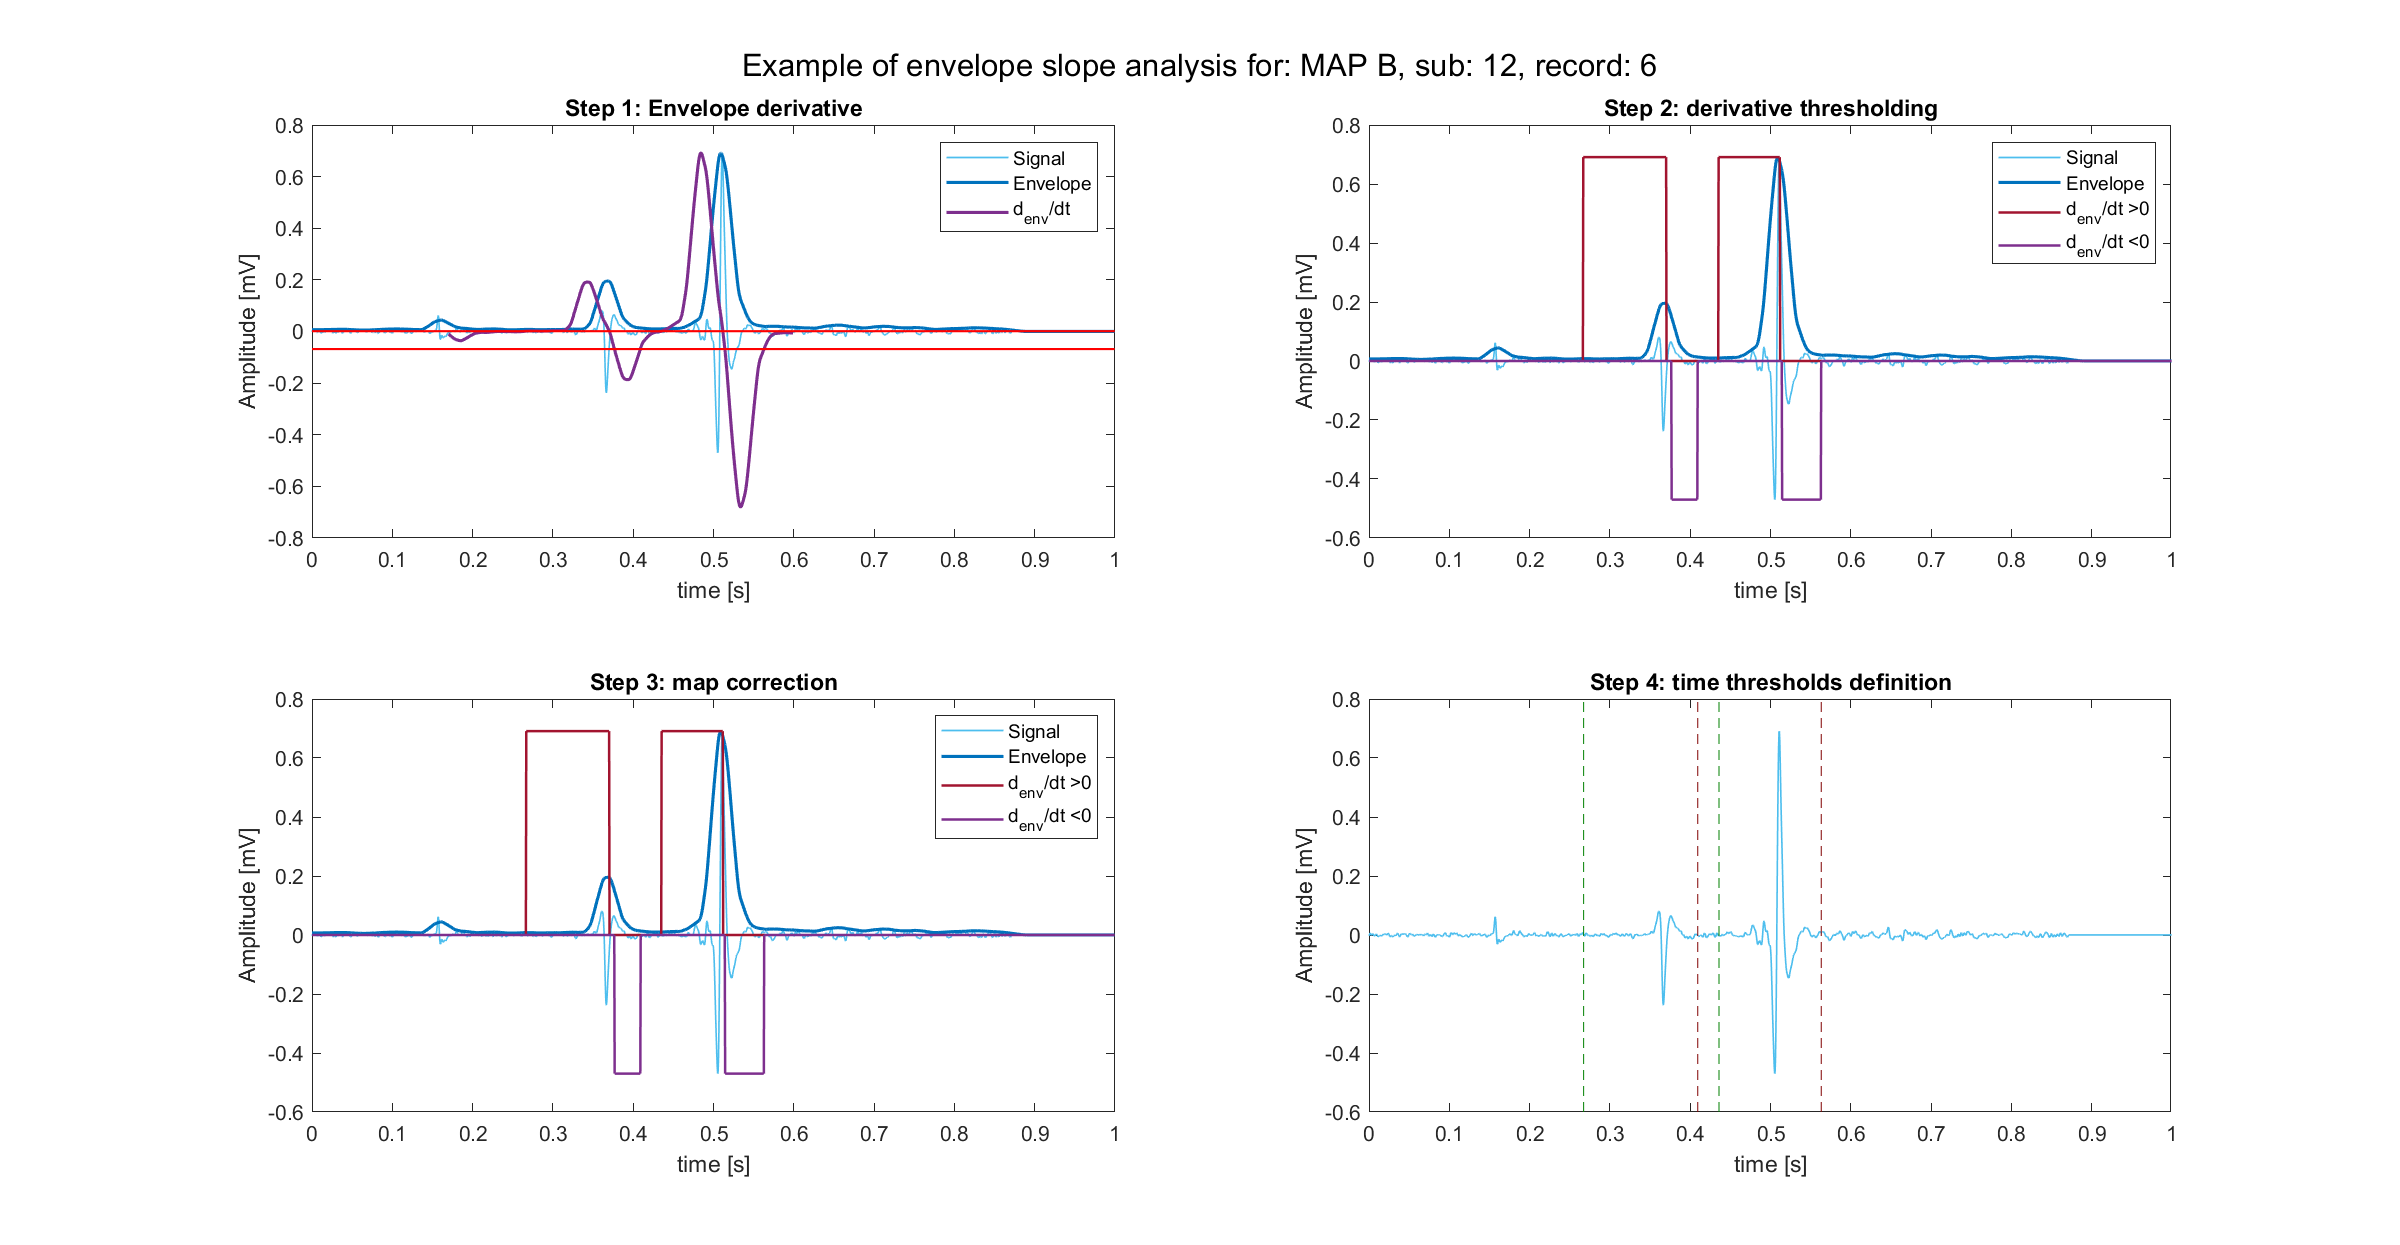 Example of envelope slope analysis for: MAP B, sub: 12, record: 6
Step 1: Envelope derivative
0.8
0.6
0.4
0.2
0
-0.2
-0.4
-0.6
-0.8
Amplitude [mV]
0 0.1 0.2 0.3 0.4 0.5 0.6 0.7 0.8 0.9 1
time [s]
Signal
Envelope
d_env/dt
Step 2: derivative thresholding
0.8
0.6
0.4
0.2
0
-0.2
-0.4
-0.6
Amplitude [mV]
0 0.1 0.2 0.3 0.4 0.5 0.6 0.7 0.8 0.9 1
time [s]
Signal
Envelope
d_env/dt >0
d_env/dt <0
Step 3: map correction
0.8
0.6
0.4
0.2
0
-0.2
-0.4
-0.6
Amplitude [mV]
0 0.1 0.2 0.3 0.4 0.5 0.6 0.7 0.8 0.9 1
time [s]
Signal
Envelope
d_env/dt >0
d_env/dt <0
Step 4: time thresholds definition
0.8
0.6
0.4
0.2
0
-0.2
-0.4
-0.6
Amplitude [mV]
0 0.1 0.2 0.3 0.4 0.5 0.6 0.7 0.8 0.9 1
time [s]